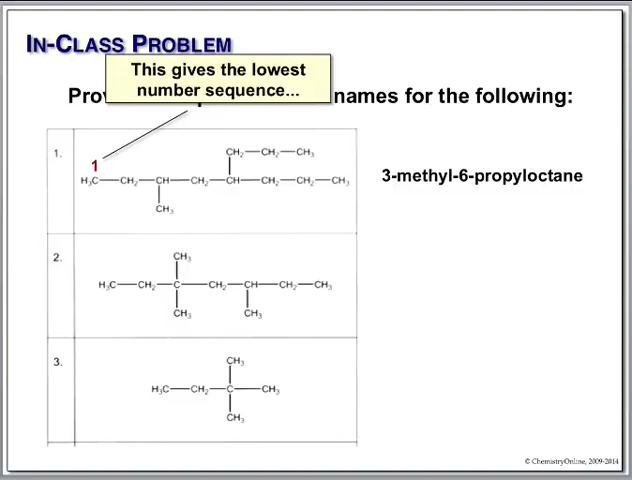 IN-CLASS PROBLEM
This gives the lowest
number sequence...
Pro names for the following:
1.
1
CH₂—CH₂—CH₃
H₃C—CH₂—CH—CH₂—CH—CH₂—CH₂—CH₃
CH₃
3-methyl-6-propyloctane
2.
CH₃
H₃C—CH₂—C—CH₂—CH—CH₂—CH₃
CH₃ CH₃
3.
CH₃
H₃C—CH₂—C—CH₃
CH₃
© ChemistryOnline, 2009-2014